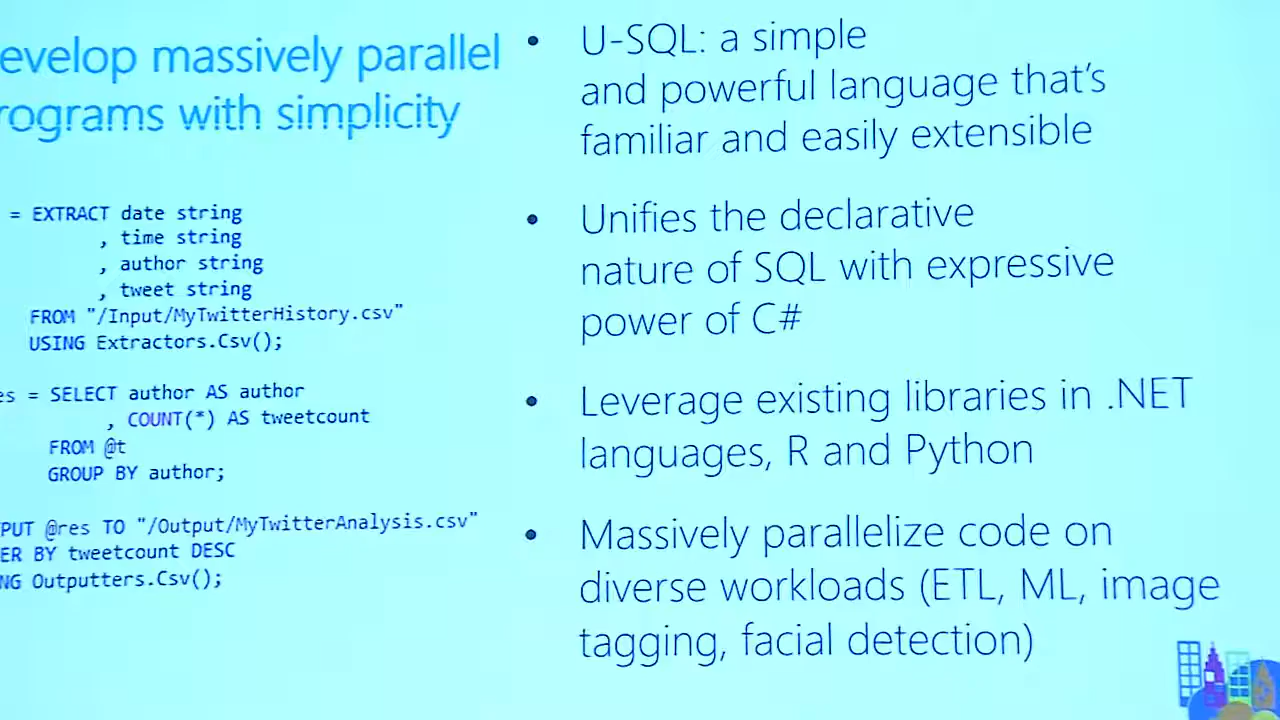 evelop massively parallel
rograms with simplicity
= EXTRACT date string
, time string
, author string
, tweet string
FROM "/Input/MyTwitterHistory.csv"
USING Extractors.Csv();
es = SELECT author AS author
, COUNT(*) AS tweetcount
FROM @t
GROUP BY author;
PUT @res TO "/Output/MyTwitterAnalysis.csv"
ER BY tweetcount DESC
NG Outputters.Csv();
• U-SQL: a simple
and powerful language that's
familiar and easily extensible
• Unifies the declarative
nature of SQL with expressive
power of C#
• Leverage existing libraries in .NET
languages, R and Python
• Massively parallelize code on
diverse workloads (ETL, ML, image
tagging, facial detection)